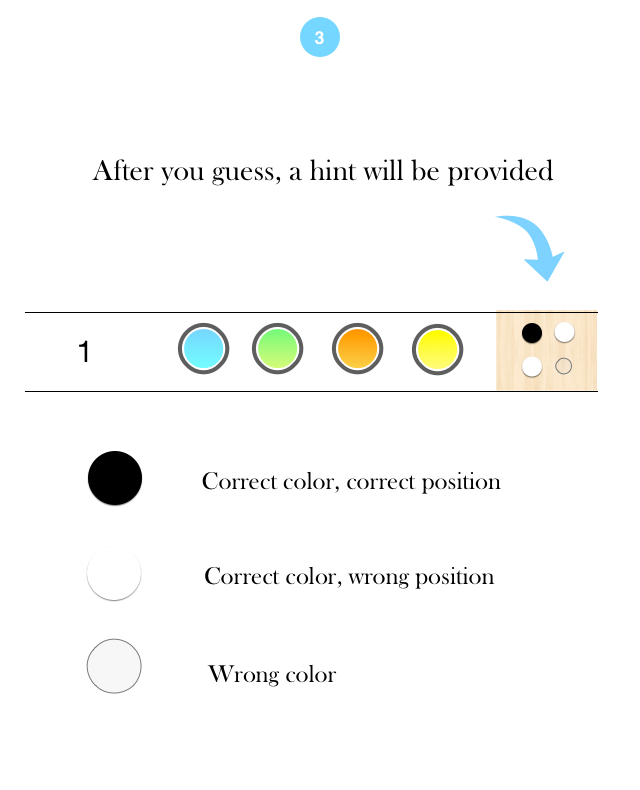 3
After you guess, a hint will be provided
1
Correct color, correct position
Correct color, wrong position
Wrong color